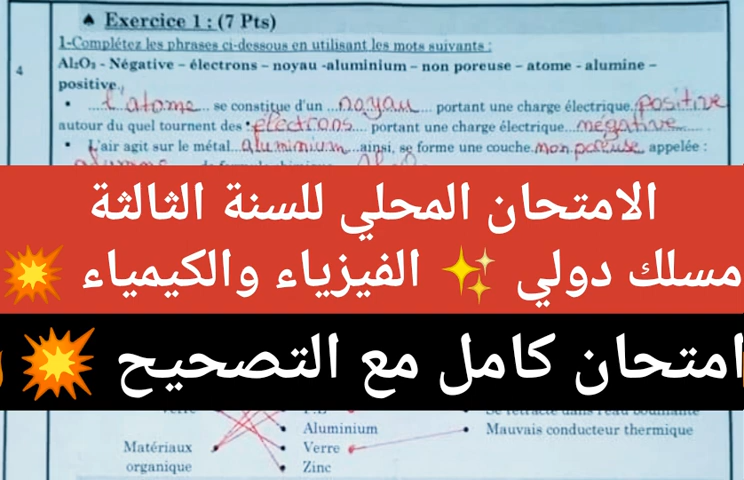 ♠ Exercice 1 : (7 Pts)
1-Complétez les phrases ci-dessous en utilisant les mots suivants :
4
Al₂O₃ - Négative – électrons – noyau -aluminium – non poreuse – atome - alumine –
positive.
• ...l'atome... se constitue d'un ...noyau.... portant une charge électrique..positive
autour du quel tournent des :électrons.... portant une charge électrique...négative......
• L'air agit sur le métal...aluminium...ainsi, se forme une couche.non poreuse appelée :
الامتحان المحلي للسنة الثالثة
مسلك دولي ✨ الفيزياء والكيمياء 💥
امتحان كامل مع التصحيح 💥
• Aluminium • Mauvais conducteur thermique
Matériaux • • Verre •
organique • Zinc